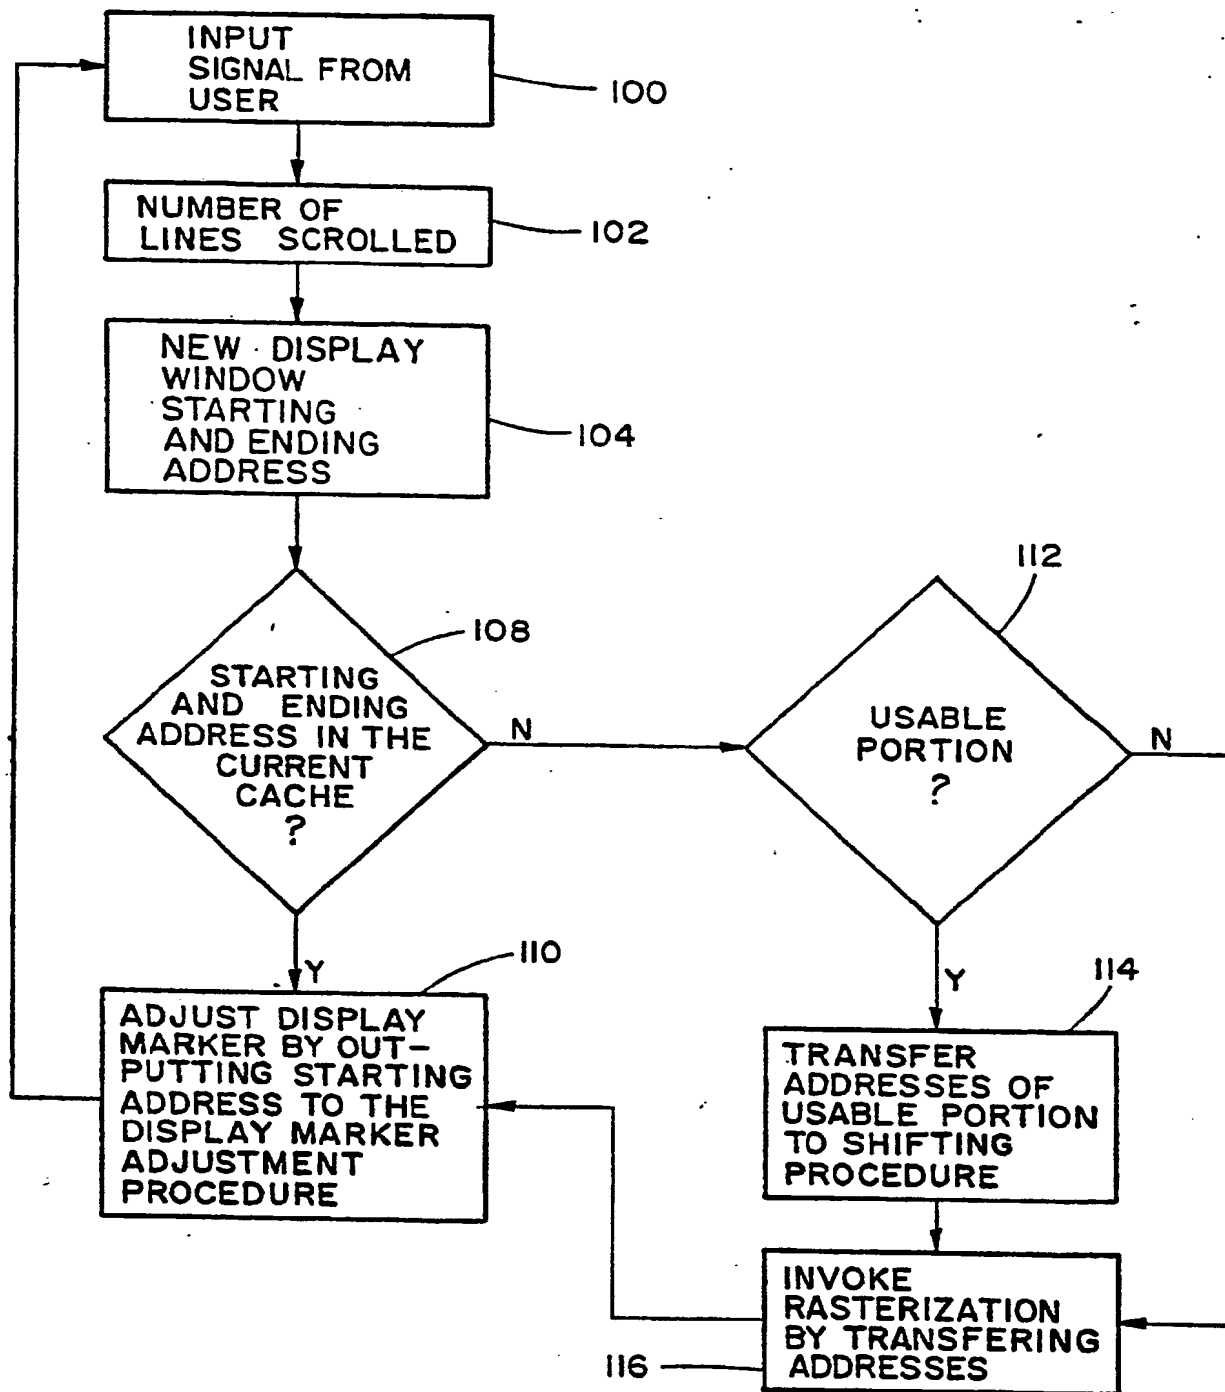 INPUT
SIGNAL FROM
USER
100
NUMBER OF
LINES SCROLLED
102
NEW DISPLAY
WINDOW
STARTING
AND ENDING
ADDRESS
104
108
STARTING
AND ENDING
ADDRESS IN THE
CURRENT
CACHE
?
N
Y
112
USABLE
PORTION
?
N
Y
110
ADJUST DISPLAY
MARKER BY OUT-
PUTTING STARTING
ADDRESS TO THE
DISPLAY MARKER
ADJUSTMENT
PROCEDURE
114
TRANSFER
ADDRESSES OF
USABLE PORTION
TO SHIFTING
PROCEDURE
INVOKE
RASTERIZATION
BY TRANSFERING
ADDRESSES
116